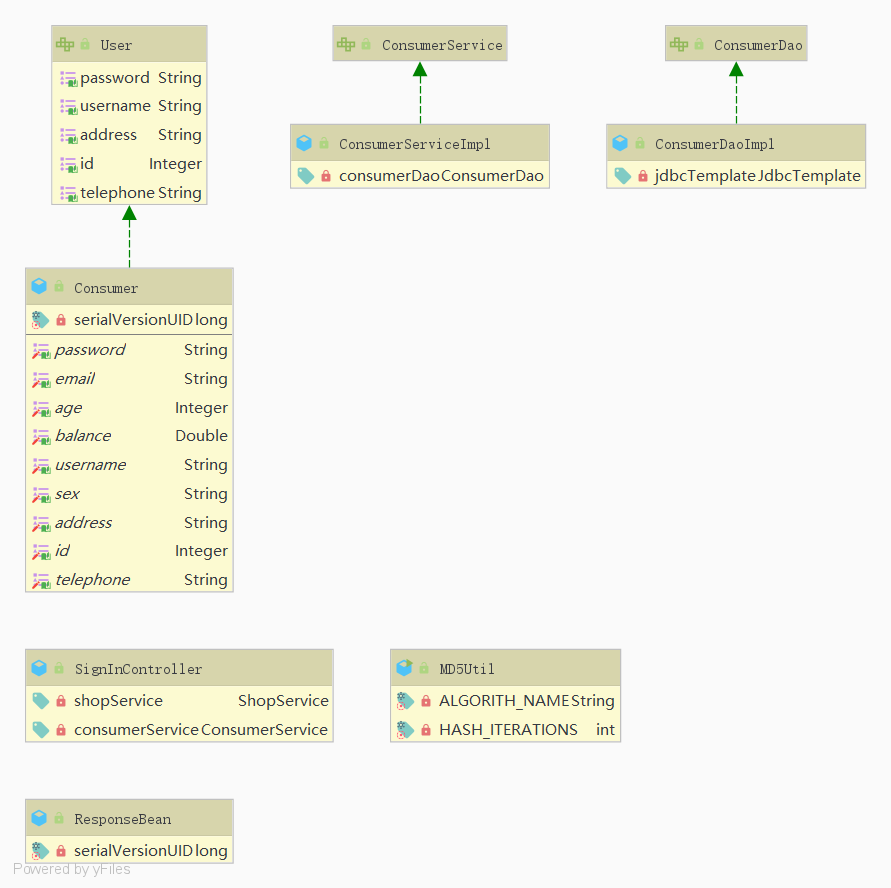 User
password String
username String
address String
id Integer
telephone String
ConsumerService
ConsumerServiceImpl
consumerDao ConsumerDao
ConsumerDao
ConsumerDaoImpl
jdbcTemplate JdbcTemplate
Consumer
serialVersionUID long
password String
email String
age Integer
balance Double
username String
sex String
address String
id Integer
telephone String
SignInController
shopService ShopService
consumerService ConsumerService
MD5Util
ALGORITH_NAME String
HASH_ITERATIONS int
ResponseBean
serialVersionUID long
Powered by yFiles